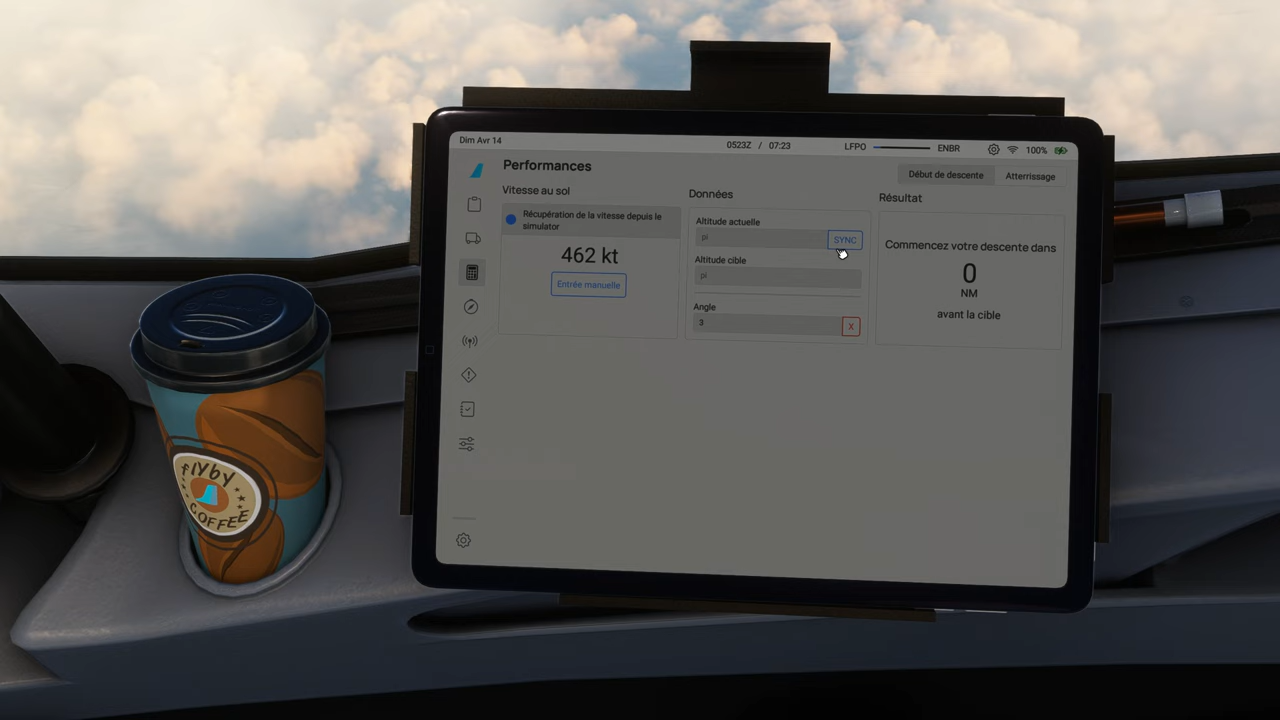 Dim Avr 14
0523Z / 07:23
LFPO
ENBR
100%
Performances
Début de descente
Atterrissage
Vitesse au sol
Récupération de la vitesse depuis le
simulator
462 kt
Entrée manuelle
Données
Altitude actuelle
pi
SYNC
Altitude cible
pi
Angle
3
X
Résultat
Commencez votre descente dans
0
NM
avant la cible
FlyBy
COFFEE